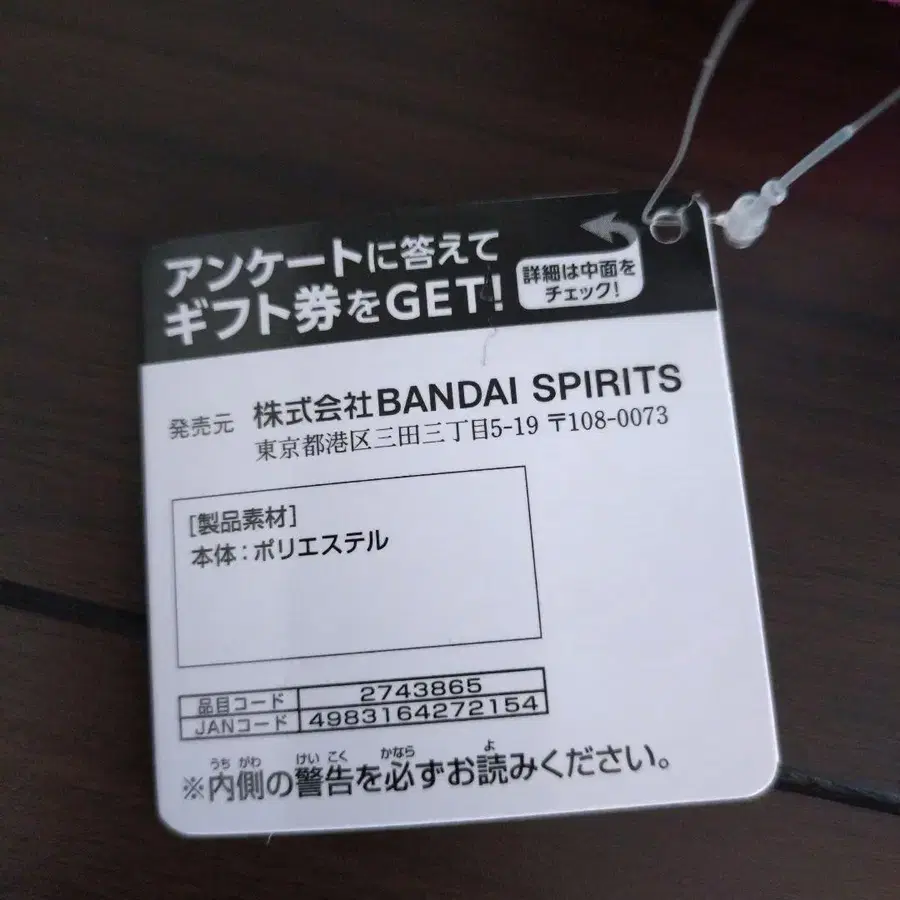 アンケートに答えて
ギフト券をGET!
詳細は中面を
チェック!
発売元 株式会社BANDAI SPIRITS
東京都港区三田三丁目5-19 〒108-0073
[製品素材]
本体:ポリエステル
品目コード 2743865
JANコード 4983164272154
うち がわ けい こく かなら よ
※内側の警告を必ずお読みください。